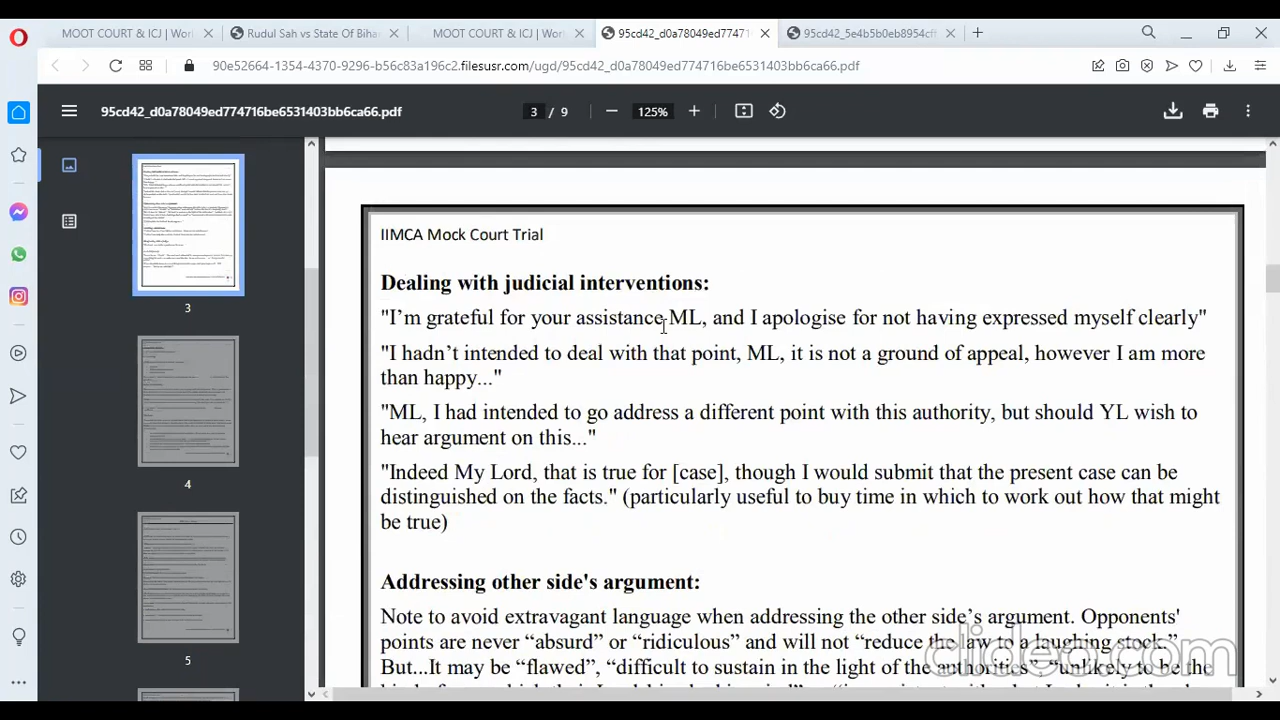 MOOT COURT & ICJ | Worl
Rudul Sah vs State Of Bihar
MOOT COURT & ICJ | Worl
95cd42_d0a78049ed77471
95cd42_5e4b5b0eb8954cff
90e52664-1354-4370-9296-b56c83a196c2.filesusr.com/ugd/95cd42_d0a78049ed774716be6531403bb6ca66.pdf
95cd42_d0a78049ed774716be6531403bb6ca66.pdf
3 / 9
125%
3
4
5
IIMCA Mock Court Trial
Dealing with judicial interventions:
"I’m grateful for your assistance ML, and I apologise for not having expressed myself clearly"
"I hadn’t intended to deal with that point, ML, it is not a ground of appeal, however I am more
than happy..."
"ML, I had intended to go address a different point with this authority, but should YL wish to
hear argument on this..."
"Indeed My Lord, that is true for [case], though I would submit that the present case can be
distinguished on the facts." (particularly useful to buy time in which to work out how that might
be true)
Addressing other side's argument:
Note to avoid extravagant language when addressing the other side’s argument. Opponents'
points are never “absurd” or “ridiculous” and will not “reduce the law to a laughing stock.”
But...It may be “flawed”, “difficult to sustain in the light of the authorities” “unlikely to be the
clideo.com